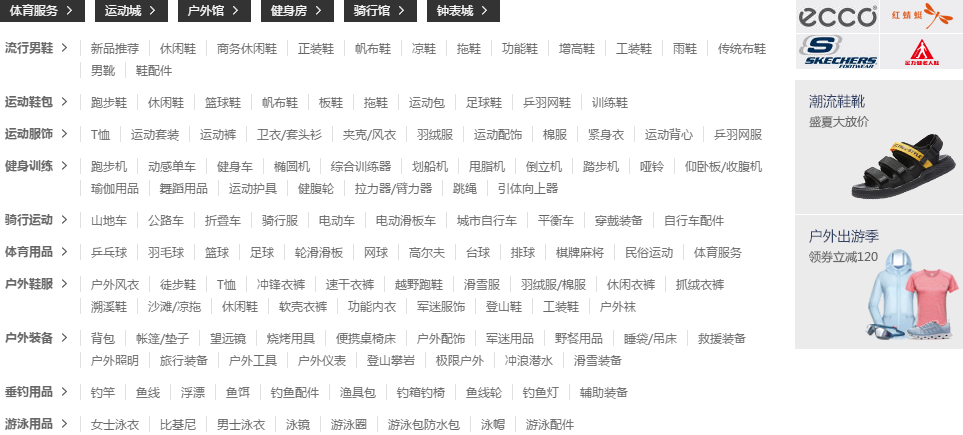 体育服务 > 运动城 > 户外馆 > 健身房 > 骑行馆 > 钟表城 >
流行男鞋 > 新品推荐 休闲鞋 商务休闲鞋 正装鞋 帆布鞋 凉鞋 拖鞋 功能鞋 增高鞋 工装鞋 雨鞋 传统布鞋
男靴 鞋配件
运动鞋包 > 跑步鞋 休闲鞋 篮球鞋 帆布鞋 板鞋 拖鞋 运动包 足球鞋 乒羽网鞋 训练鞋
运动服饰 > T恤 运动套装 运动裤 卫衣/套头衫 夹克/风衣 羽绒服 运动配饰 棉服 紧身衣 运动背心 乒羽网服
健身训练 > 跑步机 动感单车 健身车 椭圆机 综合训练器 划船机 甩脂机 倒立机 踏步机 哑铃 仰卧板/收腹机
瑜伽用品 舞蹈用品 运动护具 健腹轮 拉力器/臂力器 跳绳 引体向上器
骑行运动 > 山地车 公路车 折叠车 骑行服 电动车 电动滑板车 城市自行车 平衡车 穿戴装备 自行车配件
体育用品 > 乒乓球 羽毛球 篮球 足球 轮滑滑板 网球 高尔夫 台球 排球 棋牌麻将 民俗运动 体育服务
户外鞋服 > 户外风衣 徒步鞋 T恤 冲锋衣裤 速干衣裤 越野跑鞋 滑雪服 羽绒服/棉服 休闲衣裤 抓绒衣裤
溯溪鞋 沙滩/凉拖 休闲鞋 软壳衣裤 功能内衣 军迷服饰 登山鞋 工装鞋 户外袜
户外装备 > 背包 帐篷/垫子 望远镜 烧烤用具 便携桌椅床 户外配饰 军迷用品 野餐用品 睡袋/吊床 救援装备
户外照明 旅行装备 户外工具 户外仪表 登山攀岩 极限户外 冲浪潜水 滑雪装备
垂钓用品 > 钓竿 鱼线 浮漂 鱼饵 钓鱼配件 渔具包 钓箱钓椅 鱼线轮 钓鱼灯 辅助装备
游泳用品 > 女士泳衣 比基尼 男士泳衣 泳镜 游泳圈 游泳包防水包 泳帽 游泳配件
ecco 红蜻蜓
S SKECHERS FOOTWEAR 足力健老人鞋
潮流鞋靴
盛夏大放价
户外出游季
领券立减120